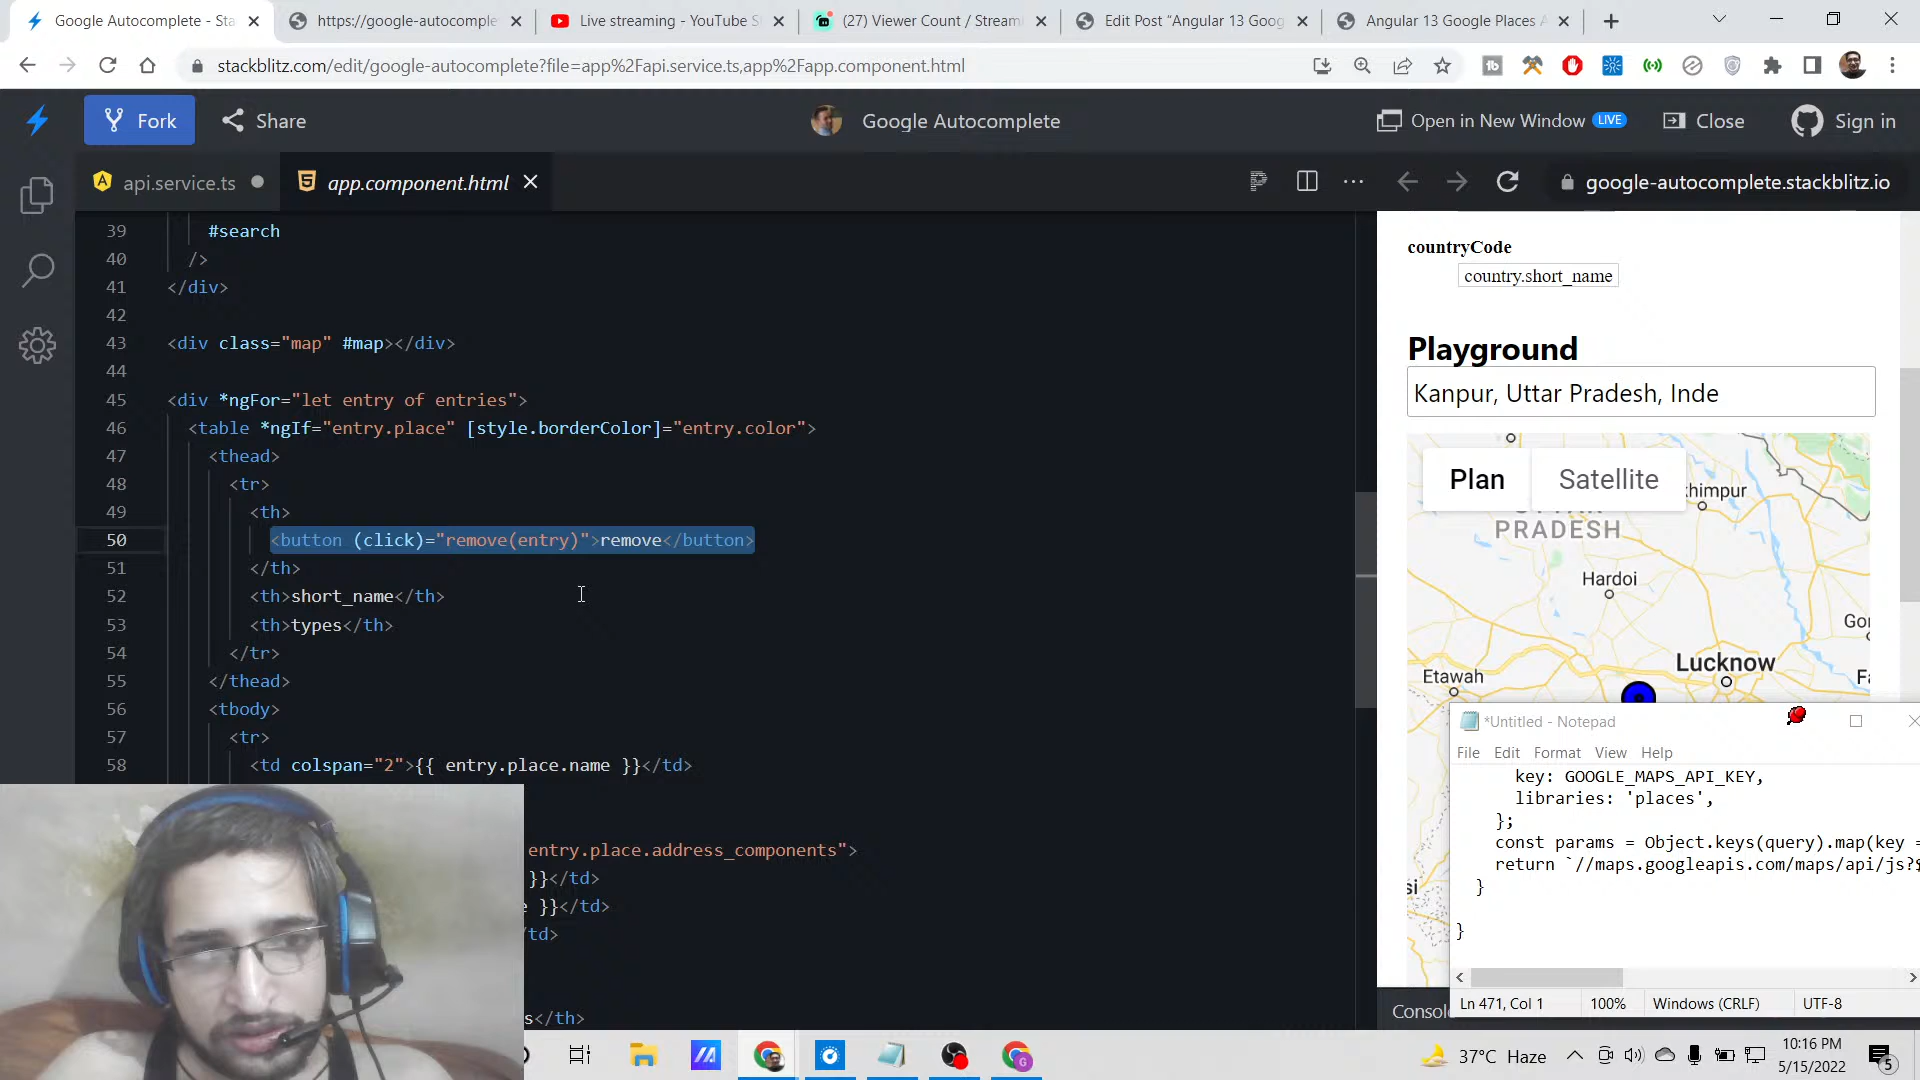 Google Autocomplete - Sta
https://google-autocomple
Live streaming - YouTube S
(27) Viewer Count / Stream
Edit Post “Angular 13 Goog
Angular 13 Google Places A
stackblitz.com/edit/google-autocomplete?file=app%2Fapi.service.ts,app%2Fapp.component.html
Fork
Share
Google Autocomplete
Open in New Window
LIVE
Close
Sign in
api.service.ts
app.component.html
google-autocomplete.stackblitz.io
39 #search
40 />
41 </div>
42
43 <div class="map" #map></div>
44
45 <div *ngFor="let entry of entries">
46 <table *ngIf="entry.place" [style.borderColor]="entry.color">
47 <thead>
48 <tr>
49 <th>
50 <button (click)="remove(entry)">remove</button>
51 </th>
52 <th>short_name</th>
53 <th>types</th>
54 </tr>
55 </thead>
56 <tbody>
57 <tr>
58 <td colspan="2">{{ entry.place.name }}</td>
entry.place.address_components">
}}</td>
e }}</td>
/td>
s</th>
countryCode
country.short_name
Playground
Kanpur, Uttar Pradesh, Inde
Plan
Satellite
khimpur
UTTAR
PRADESH
Hardoi
Gon
Lucknow
Etawah
Fa
si
*Untitled - Notepad
File Edit Format View Help
key: GOOGLE_MAPS_API_KEY,
libraries: 'places',
};
const params = Object.keys(query).map(key =
return `//maps.googleapis.com/maps/api/js?$
}
}
Ln 471, Col 1
100%
Windows (CRLF)
UTF-8
Console
37°C Haze
10:16 PM
5/15/2022
5